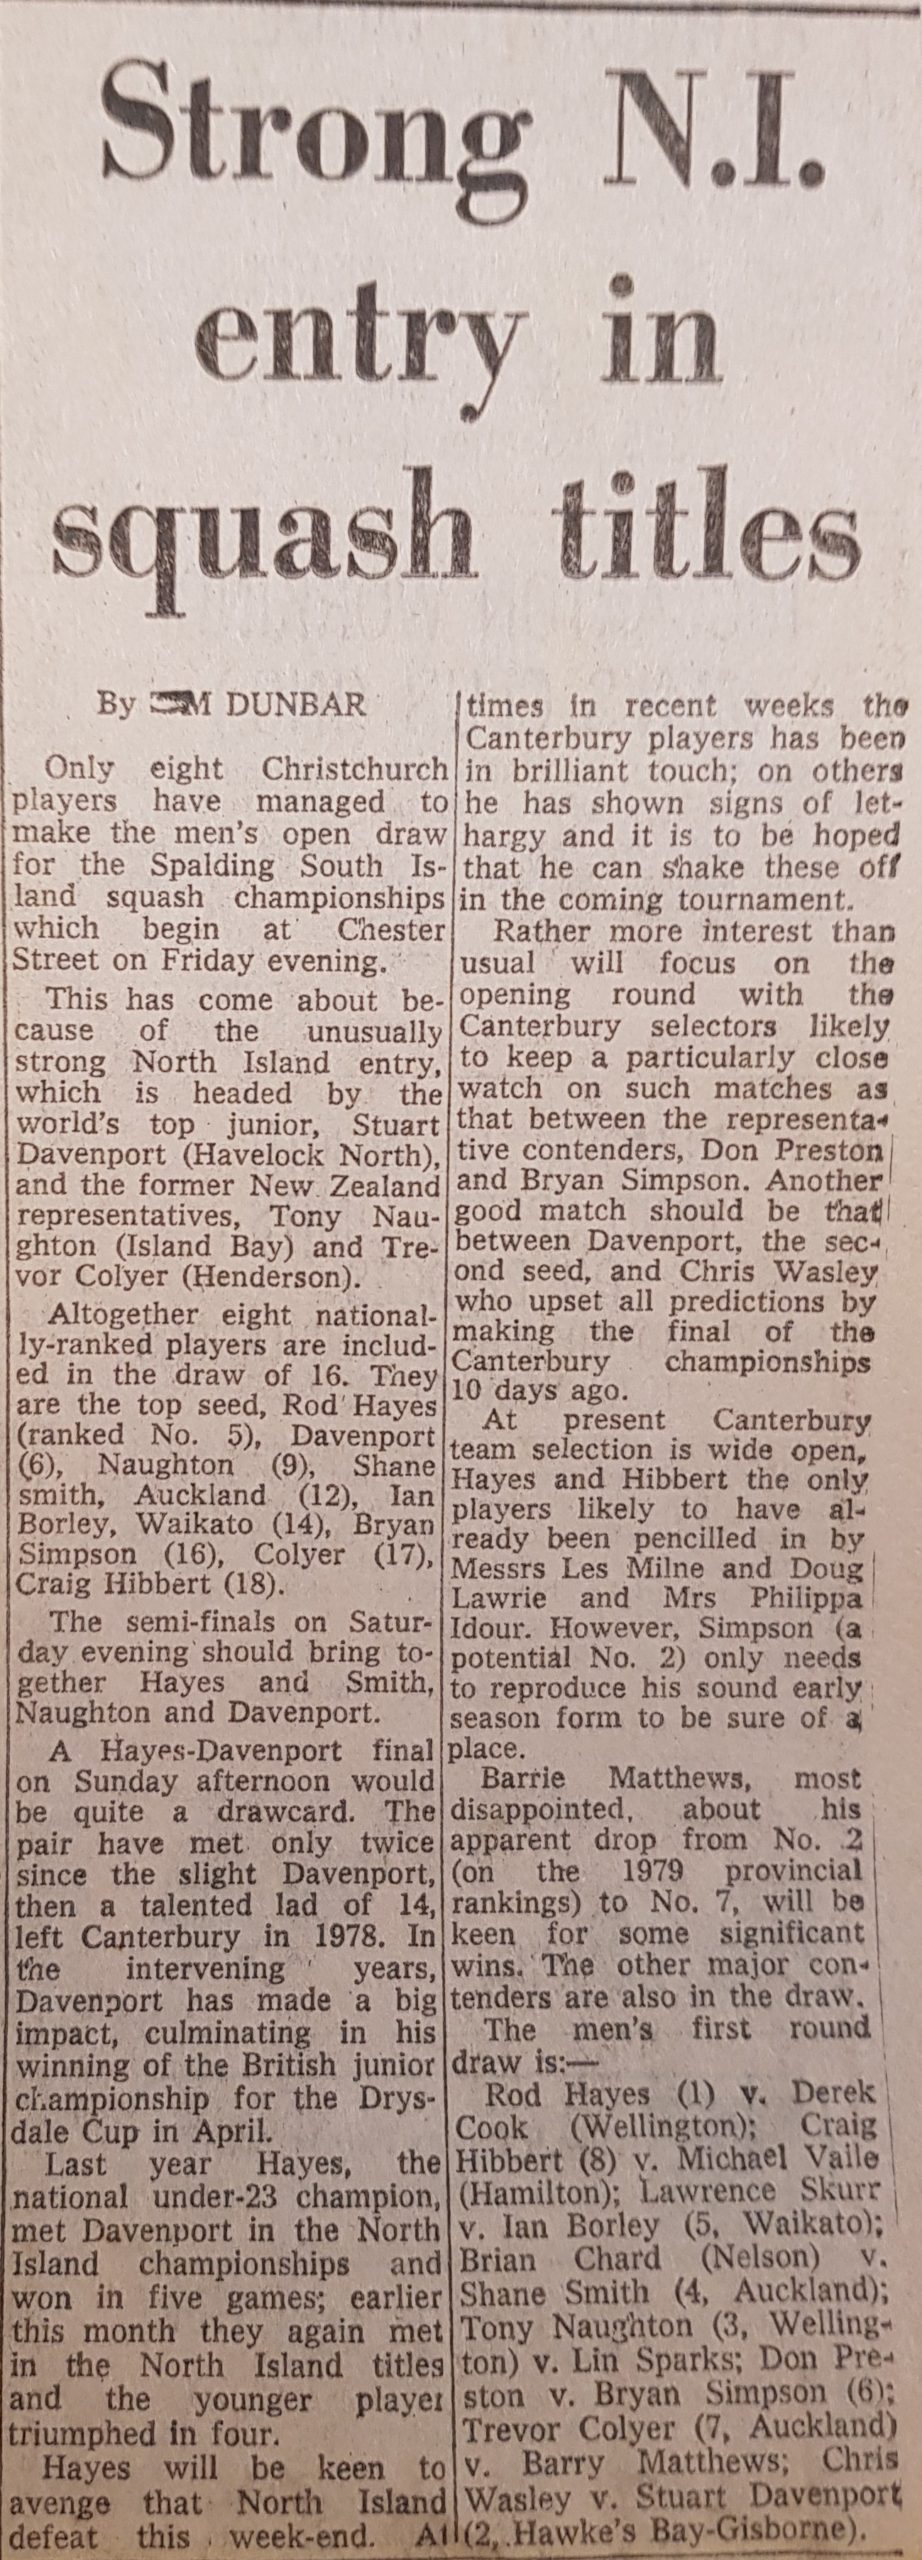 Strong N.I.
entry in
squash titles
By M DUNBAR
Only eight Christchurch
players have managed to
make the men's open draw
for the Spalding South Is-
land squash championships
which begin at Chester
Street on Friday evening.
This has come about be-
cause of the unusually
strong North Island entry,
which is headed by the
world's top junior, Stuart
Davenport (Havelock North),
and the former New Zealand
representatives, Tony Nau-
ghton (Island Bay) and Tre-
vor Colyer (Henderson).
Altogether eight national-
ly-ranked players are includ-
ed in the draw of 16. They
are the top seed, Rod Hayes
(ranked No. 5), Davenport
(6), Naughton (9), Shane
smith, Auckland (12), Ian
Borley, Waikato (14), Bryan
Simpson (16), Colyer (17),
Craig Hibbert (18).
The semi-finals on Satur-
day evening should bring to-
gether Hayes and Smith,
Naughton and Davenport.
A Hayes-Davenport final
on Sunday afternoon would
be quite a drawcard. The
pair have met only twice
since the slight Davenport,
then a talented lad of 14,
left Canterbury in 1978. In
the intervening years,
Davenport has made a big
impact, culminating in his
winning of the British junior
championship for the Drys-
dale Cup in April.
Last year Hayes, the
national under-23 champion,
met Davenport in the North
Island championships and
won in five games; earlier
this month they again met
in the North Island titles
and the younger player
triumphed in four.
Hayes will be keen to
avenge that North Island
defeat this week-end. At
times in recent weeks the
Canterbury players has been
in brilliant touch; on others
he has shown signs of let-
hargy and it is to be hoped
that he can shake these off
in the coming tournament.
Rather more interest than
usual will focus on the
opening round with the
Canterbury selectors likely
to keep a particularly close
watch on such matches as
that between the representa-
tive contenders, Don Preston
and Bryan Simpson. Another
good match should be that
between Davenport, the sec-
ond seed, and Chris Wasley
who upset all predictions by
making the final of the
Canterbury championships
10 days ago.
At present Canterbury
team selection is wide open,
Hayes and Hibbert the only
players likely to have al-
ready been pencilled in by
Messrs Les Milne and Doug
Lawrie and Mrs Philippa
Idour. However, Simpson (a
potential No. 2) only needs
to reproduce his sound early
season form to be sure of a
place.
Barrie Matthews, most
disappointed, about his
apparent drop from No. 2
(on the 1979 provincial
rankings) to No. 7, will be
keen for some significant
wins. The other major con-
tenders are also in the draw.
The men's first round
draw is:—
Rod Hayes (1) v. Derek
Cook (Wellington); Craig
Hibbert (8) v. Michael Vaile
(Hamilton); Lawrence Skurr
v. Ian Borley (5, Waikato);
Brian Chard (Nelson) v.
Shane Smith (4, Auckland);
Tony Naughton (3, Welling-
ton) v. Lin Sparks; Don Pre-
ston v. Bryan Simpson (6);
Trevor Colyer (7, Auckland)
v. Barry Matthews; Chris
Wasley v. Stuart Davenport
(2, Hawke's Bay-Gisborne).